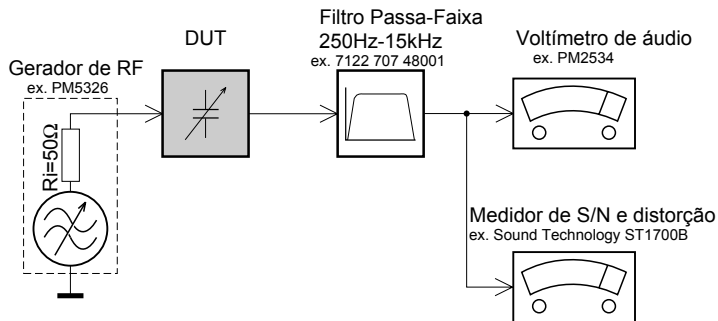 Gerador de RF
ex. PM5326
Ri=50Ω
DUT
Filtro Passa-Faixa
250Hz-15kHz
ex. 7122 707 48001
Voltímetro de áudio
ex. PM2534
Medidor de S/N e distorção
ex. Sound Technology ST1700B